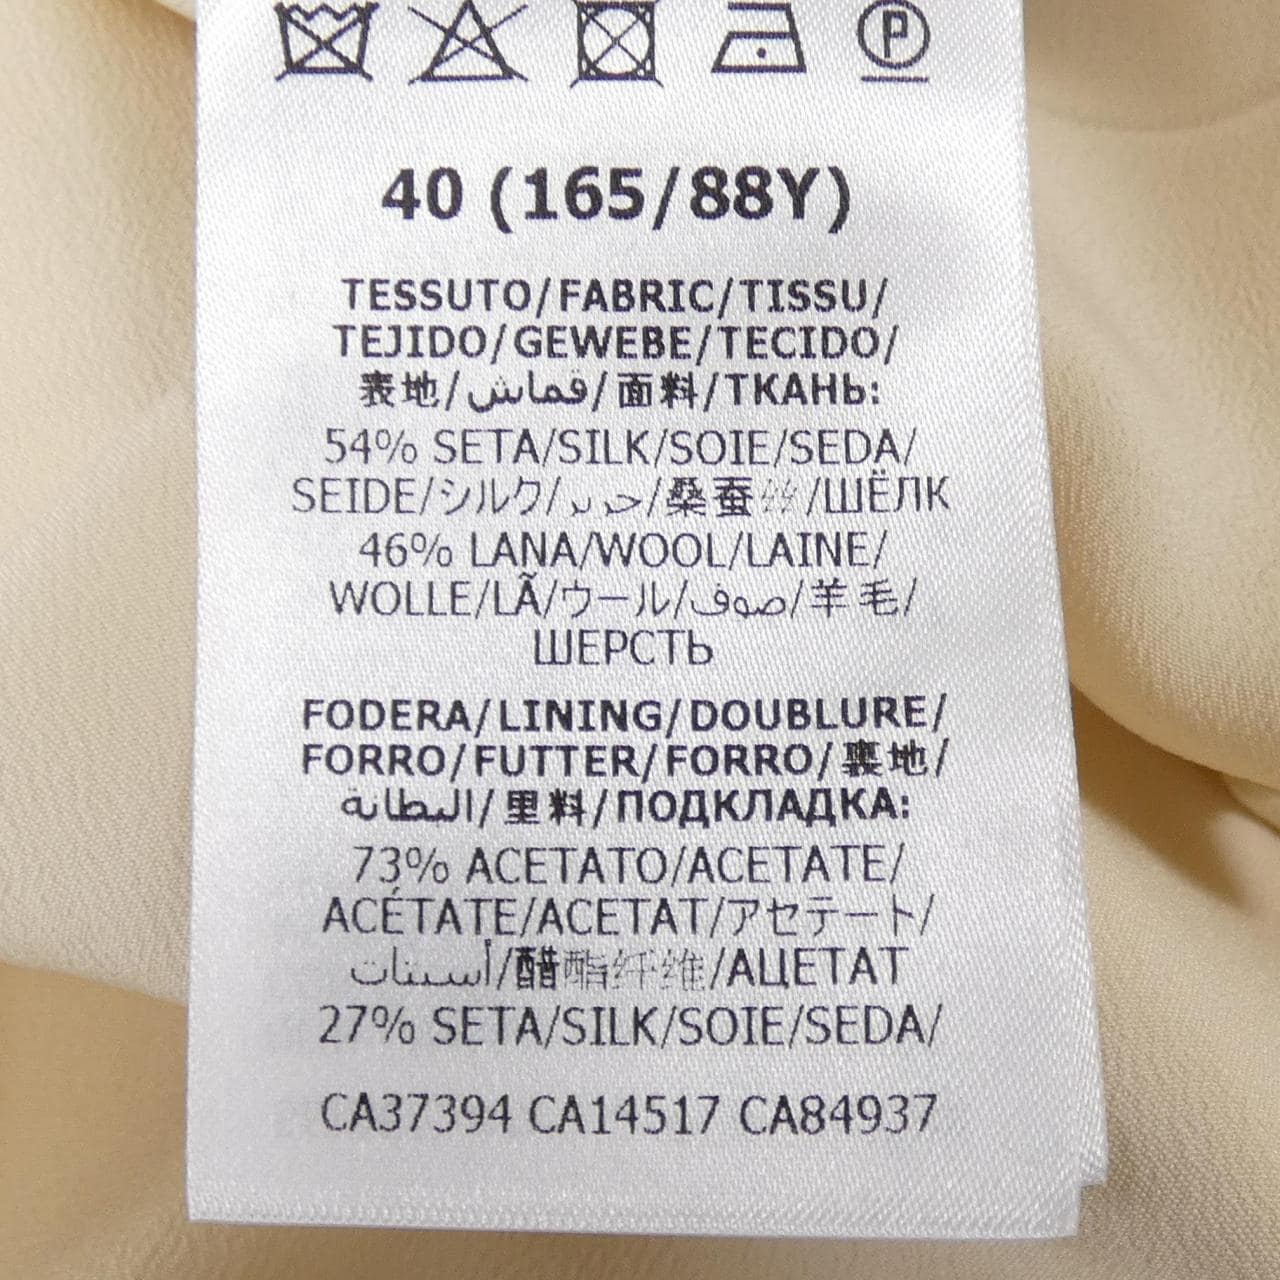 P
40 (165/88Y)
TESSUTO/FABRIC/TISSU/
TEJIDO/GEWEBE/TECIDO/
表地/قماش/面料/ТКАНЬ:
54% SETA/SILK/SOIE/SEDA/
SEIDE/シルク/حرير/桑蚕丝/ШЁЛК
46% LANA/WOOL/LAINE/
WOLLE/LÃ/ウール/صوف/羊毛/
ШЕРСТЬ
FODERA/LINING/DOUBLURE/
FORRO/FUTTER/FORRO/裏地/
البطانة/里料/ПОДКЛАДКА:
73% ACETATO/ACETATE/
ACÉTATE/ACETAT/アセテート/
أسيتات/醋酯纤维/АЦЕТАТ
27% SETA/SILK/SOIE/SEDA/
CA37394 CA14517 CA84937